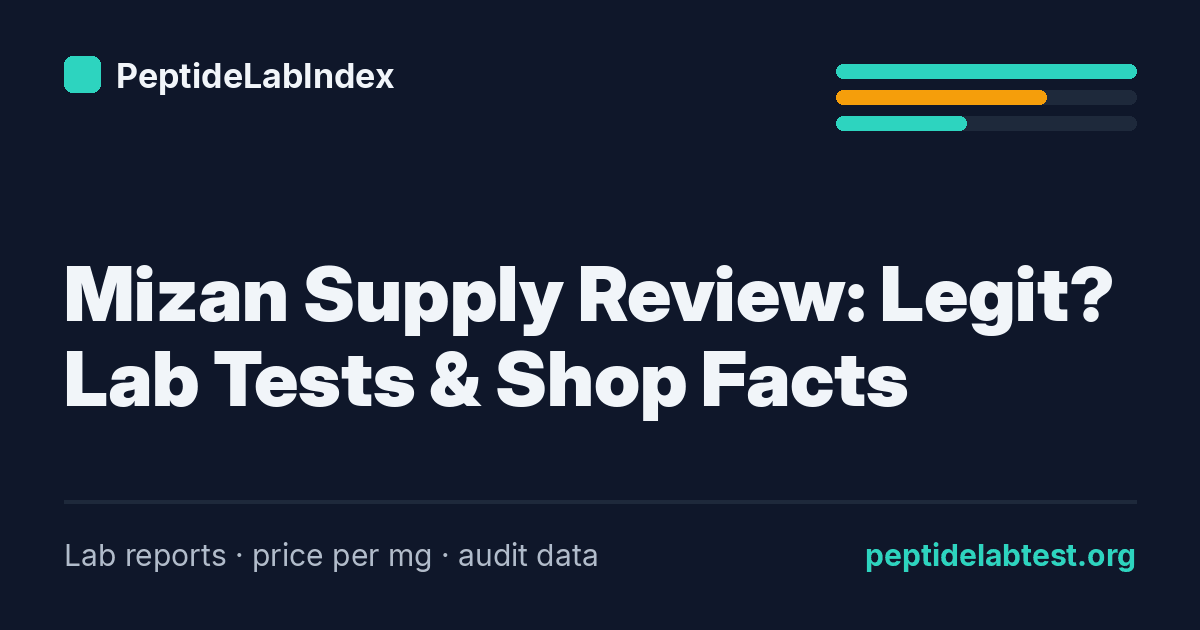 PeptideLabIndex
Mizan Supply Review: Legit?
Lab Tests & Shop Facts
Lab reports · price per mg · audit data
peptidelabtest.org